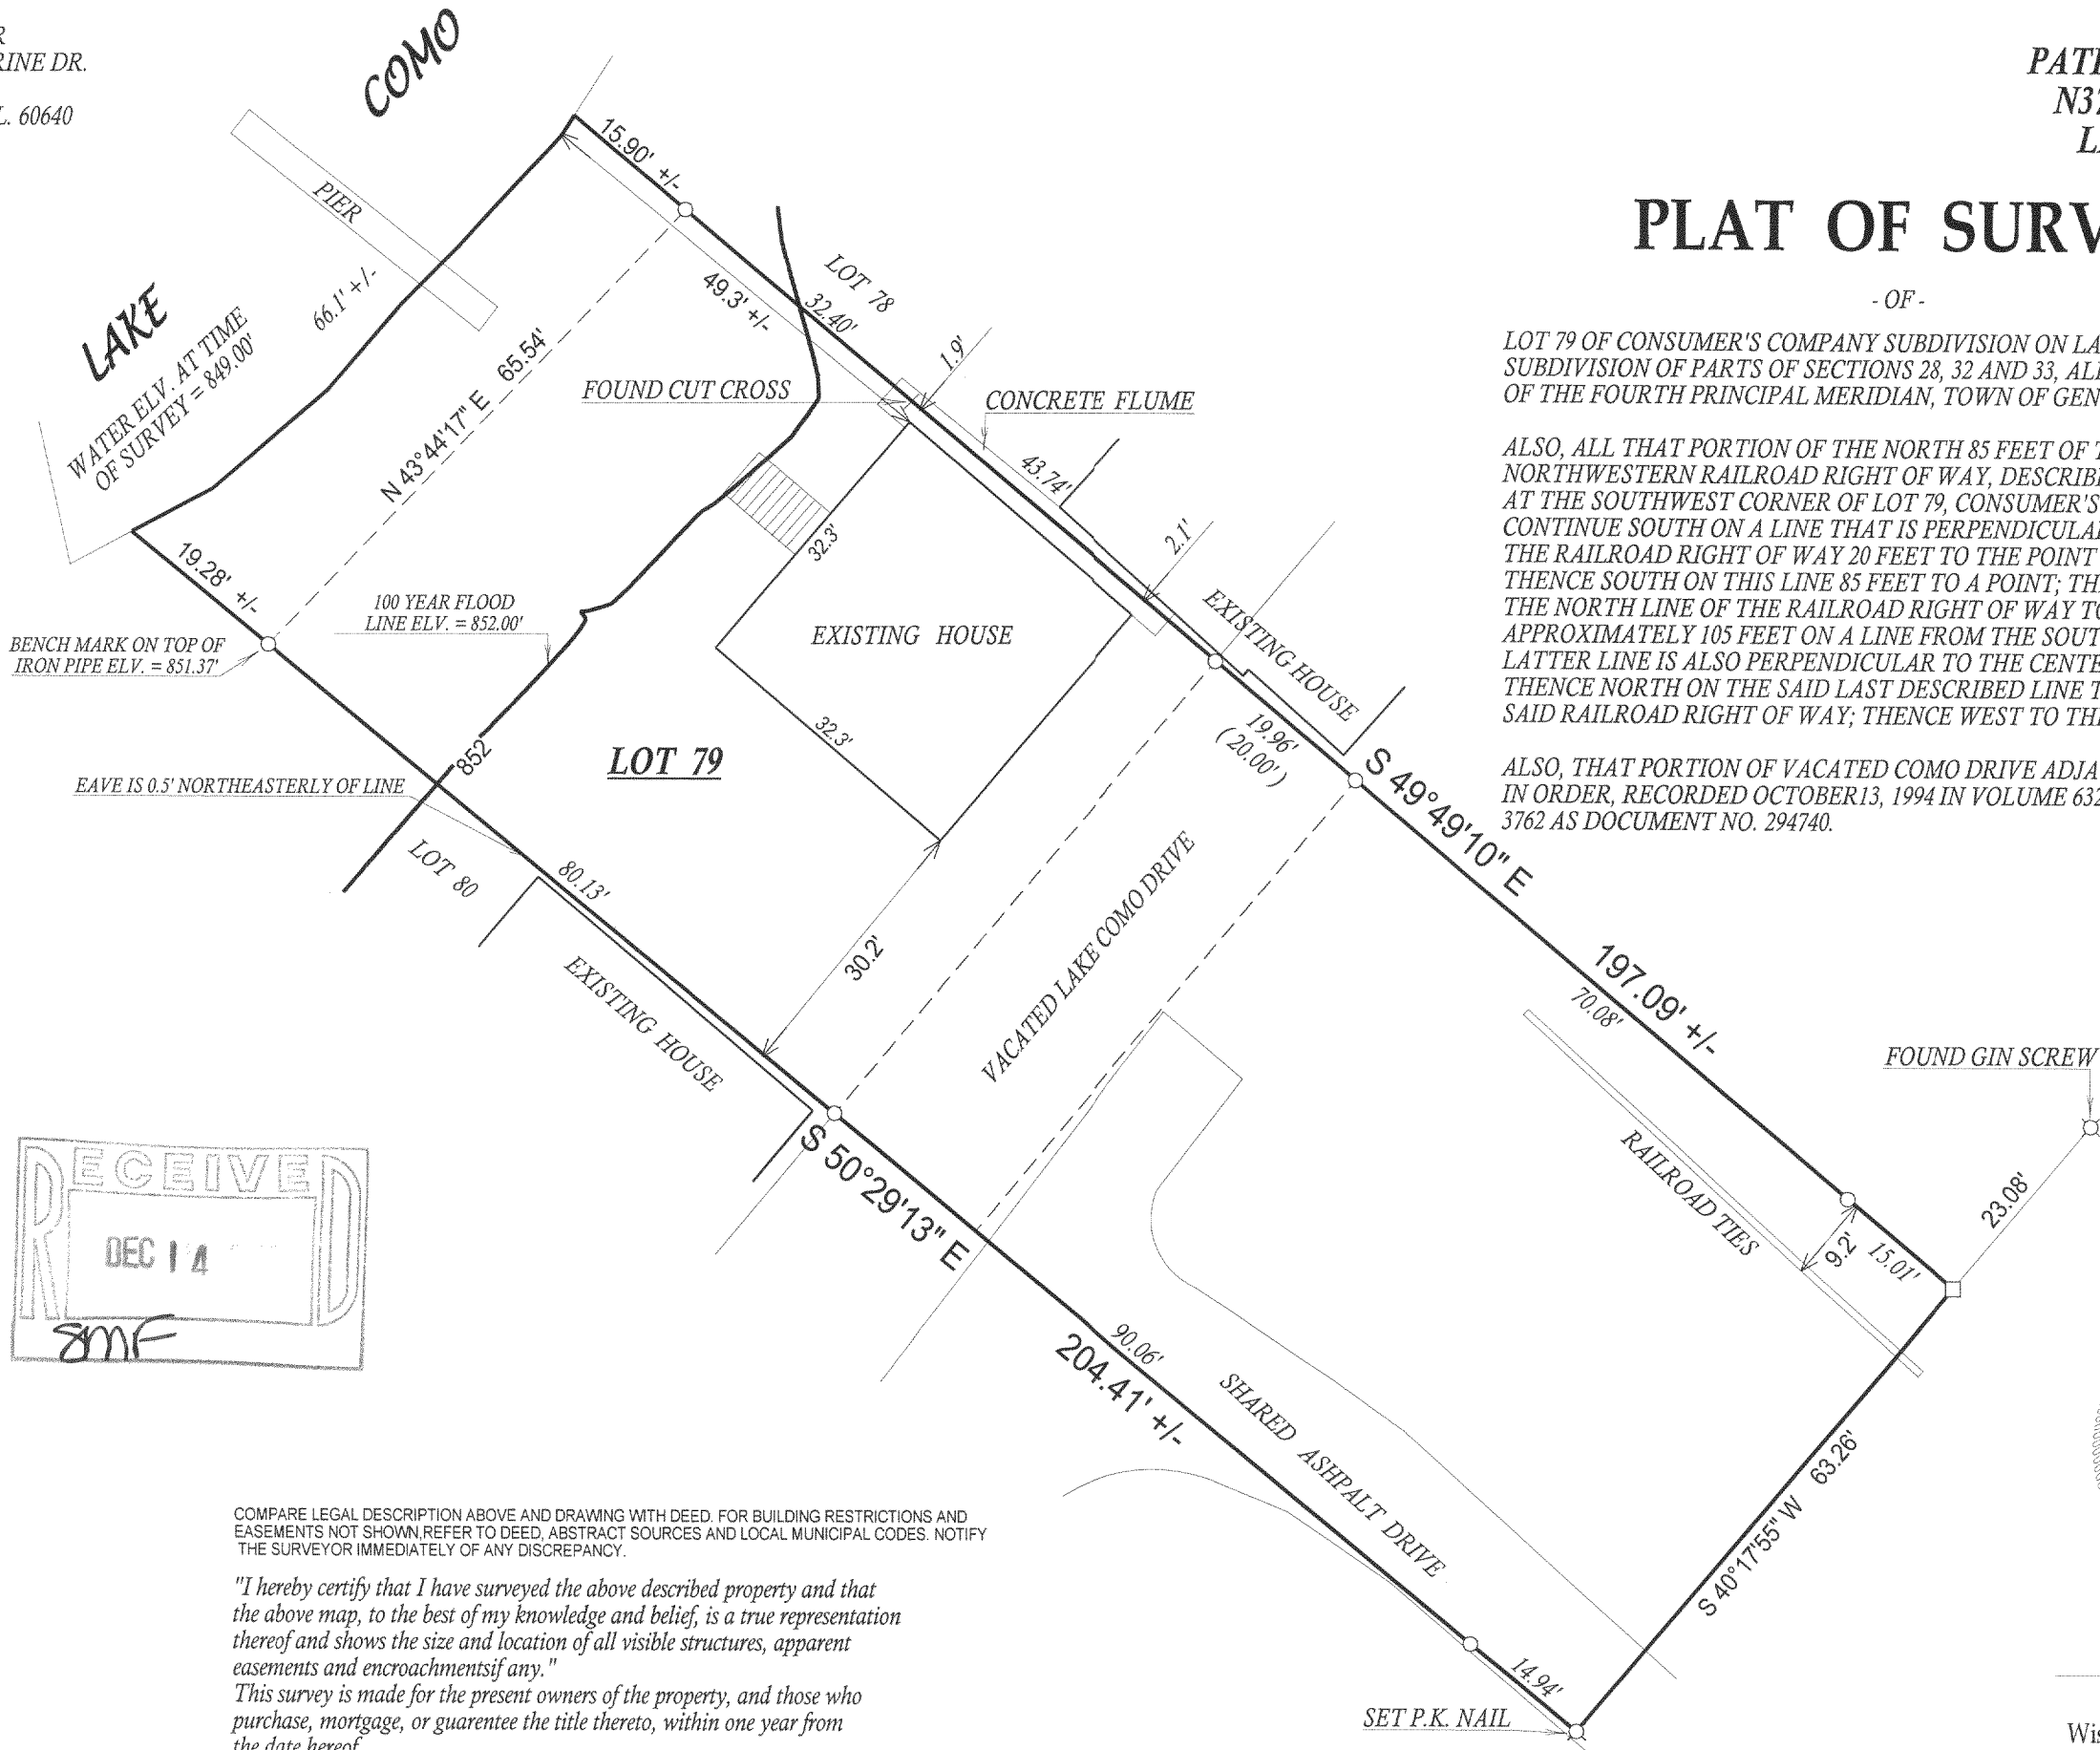 RINE DR.
L. 60640
COMO
LAKE
PIER
15.90' +/-
66.1' +/-
WATER ELV. AT TIME
OF SURVEY = 849.00'
N 43°44'17" E 65.54'
49.3' +/-
LOT 78
32.40'
1.9'
FOUND CUT CROSS
CONCRETE FLUME
43.74'
2.1'
32.3'
19.28' +/-
100 YEAR FLOOD
LINE ELV. = 852.00'
BENCH MARK ON TOP OF
IRON PIPE ELV. = 851.37'
EXISTING HOUSE
EXISTING HOUSE
32.3'
LOT 79
852
19.96'
(20.00')
EAVE IS 0.5' NORTHEASTERLY OF LINE
LOT 80
80.13'
30.2'
EXISTING HOUSE
VACATED LAKE COMO DRIVE
S 49°49'10" E
197.09' +/-
70.08'
S 50°29'13" E
204.41' +/-
90.06'
RAILROAD TIES
FOUND GIN SCREW
23.08'
9.2'
15.01'
SHARED ASHPALT DRIVE
S 40°17'55" W 63.26'
14.94'
SET P.K. NAIL
PLAT OF SURV
- OF -
LOT 79 OF CONSUMER'S COMPANY SUBDIVISION ON LA
SUBDIVISION OF PARTS OF SECTIONS 28, 32 AND 33, ALL
OF THE FOURTH PRINCIPAL MERIDIAN, TOWN OF GEN
ALSO, ALL THAT PORTION OF THE NORTH 85 FEET OF T
NORTHWESTERN RAILROAD RIGHT OF WAY, DESCRIB
AT THE SOUTHWEST CORNER OF LOT 79, CONSUMER'S
CONTINUE SOUTH ON A LINE THAT IS PERPENDICULA
THE RAILROAD RIGHT OF WAY 20 FEET TO THE POINT
THENCE SOUTH ON THIS LINE 85 FEET TO A POINT; TH
THE NORTH LINE OF THE RAILROAD RIGHT OF WAY TO
APPROXIMATELY 105 FEET ON A LINE FROM THE SOUT
LATTER LINE IS ALSO PERPENDICULAR TO THE CENTE
THENCE NORTH ON THE SAID LAST DESCRIBED LINE T
SAID RAILROAD RIGHT OF WAY; THENCE WEST TO TH
ALSO, THAT PORTION OF VACATED COMO DRIVE ADJA
IN ORDER, RECORDED OCTOBER13, 1994 IN VOLUME 632
3762 AS DOCUMENT NO. 294740.
RECEIVED
DEC 14
SMF
COMPARE LEGAL DESCRIPTION ABOVE AND DRAWING WITH DEED. FOR BUILDING RESTRICTIONS AND
EASEMENTS NOT SHOWN,REFER TO DEED, ABSTRACT SOURCES AND LOCAL MUNICIPAL CODES. NOTIFY
THE SURVEYOR IMMEDIATELY OF ANY DISCREPANCY.
"I hereby certify that I have surveyed the above described property and that
the above map, to the best of my knowledge and belief, is a true representation
thereof and shows the size and location of all visible structures, apparent
easements and encroachmentsif any."
This survey is made for the present owners of the property, and those who
purchase, mortgage, or guarentee the title thereto, within one year from
the date hereof
Wis